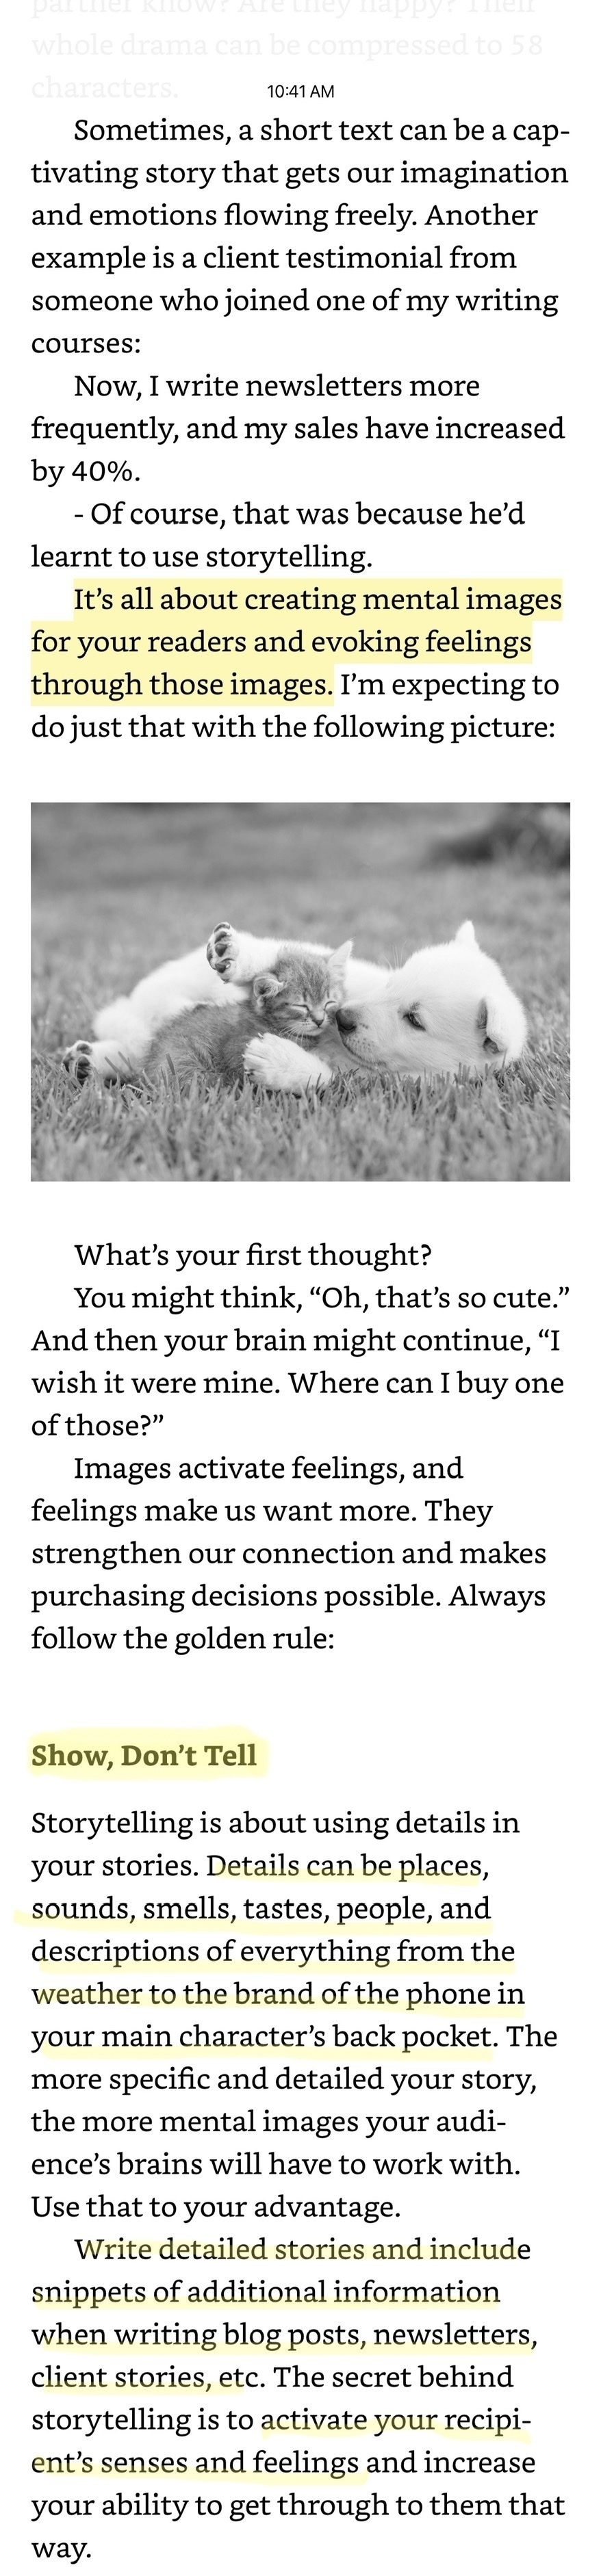 partner know? Are they happy? Their
whole drama can be compressed to 58
characters.
10:41 AM
Sometimes, a short text can be a cap-
tivating story that gets our imagination
and emotions flowing freely. Another
example is a client testimonial from
someone who joined one of my writing
courses:
Now, I write newsletters more
frequently, and my sales have increased
by 40%.
- Of course, that was because he’d
learnt to use storytelling.
It’s all about creating mental images
for your readers and evoking feelings
through those images. I’m expecting to
do just that with the following picture:
What’s your first thought?
You might think, “Oh, that’s so cute.”
And then your brain might continue, “I
wish it were mine. Where can I buy one
of those?”
Images activate feelings, and
feelings make us want more. They
strengthen our connection and makes
purchasing decisions possible. Always
follow the golden rule:
Show, Don’t Tell
Storytelling is about using details in
your stories. Details can be places,
sounds, smells, tastes, people, and
descriptions of everything from the
weather to the brand of the phone in
your main character’s back pocket. The
more specific and detailed your story,
the more mental images your audi-
ence’s brains will have to work with.
Use that to your advantage.
Write detailed stories and include
snippets of additional information
when writing blog posts, newsletters,
client stories, etc. The secret behind
storytelling is to activate your recipi-
ent’s senses and feelings and increase
your ability to get through to them that
way.